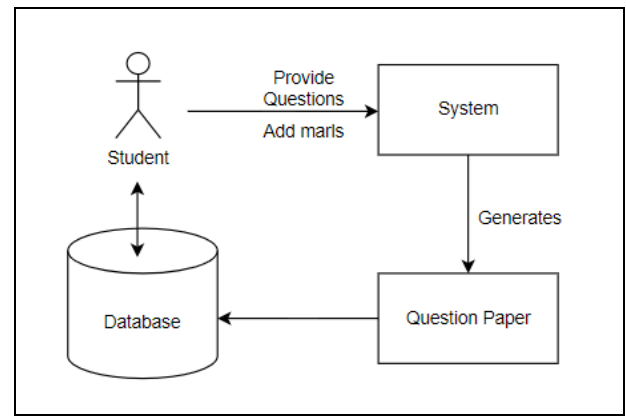 Provide
Questions
Add marls
System
Student
Generates
Database
Question Paper